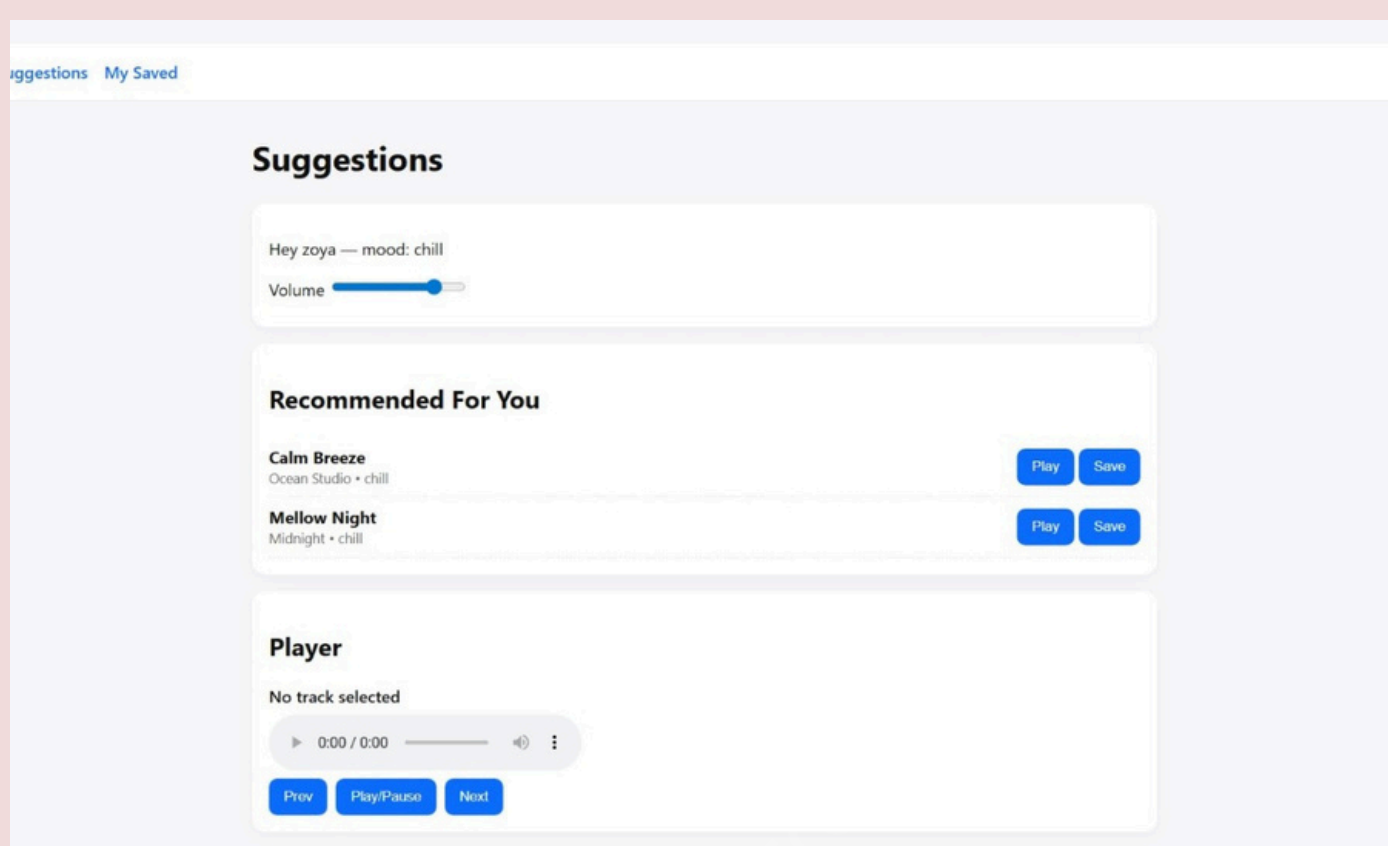 uggestions My Saved
Suggestions
Hey zoya — mood: chill
Volume
Recommended For You
Calm Breeze
Ocean Studio • chill
Play Save
Mellow Night
Midnight • chill
Play Save
Player
No track selected
0:00 / 0:00
Prev Play/Pause Next